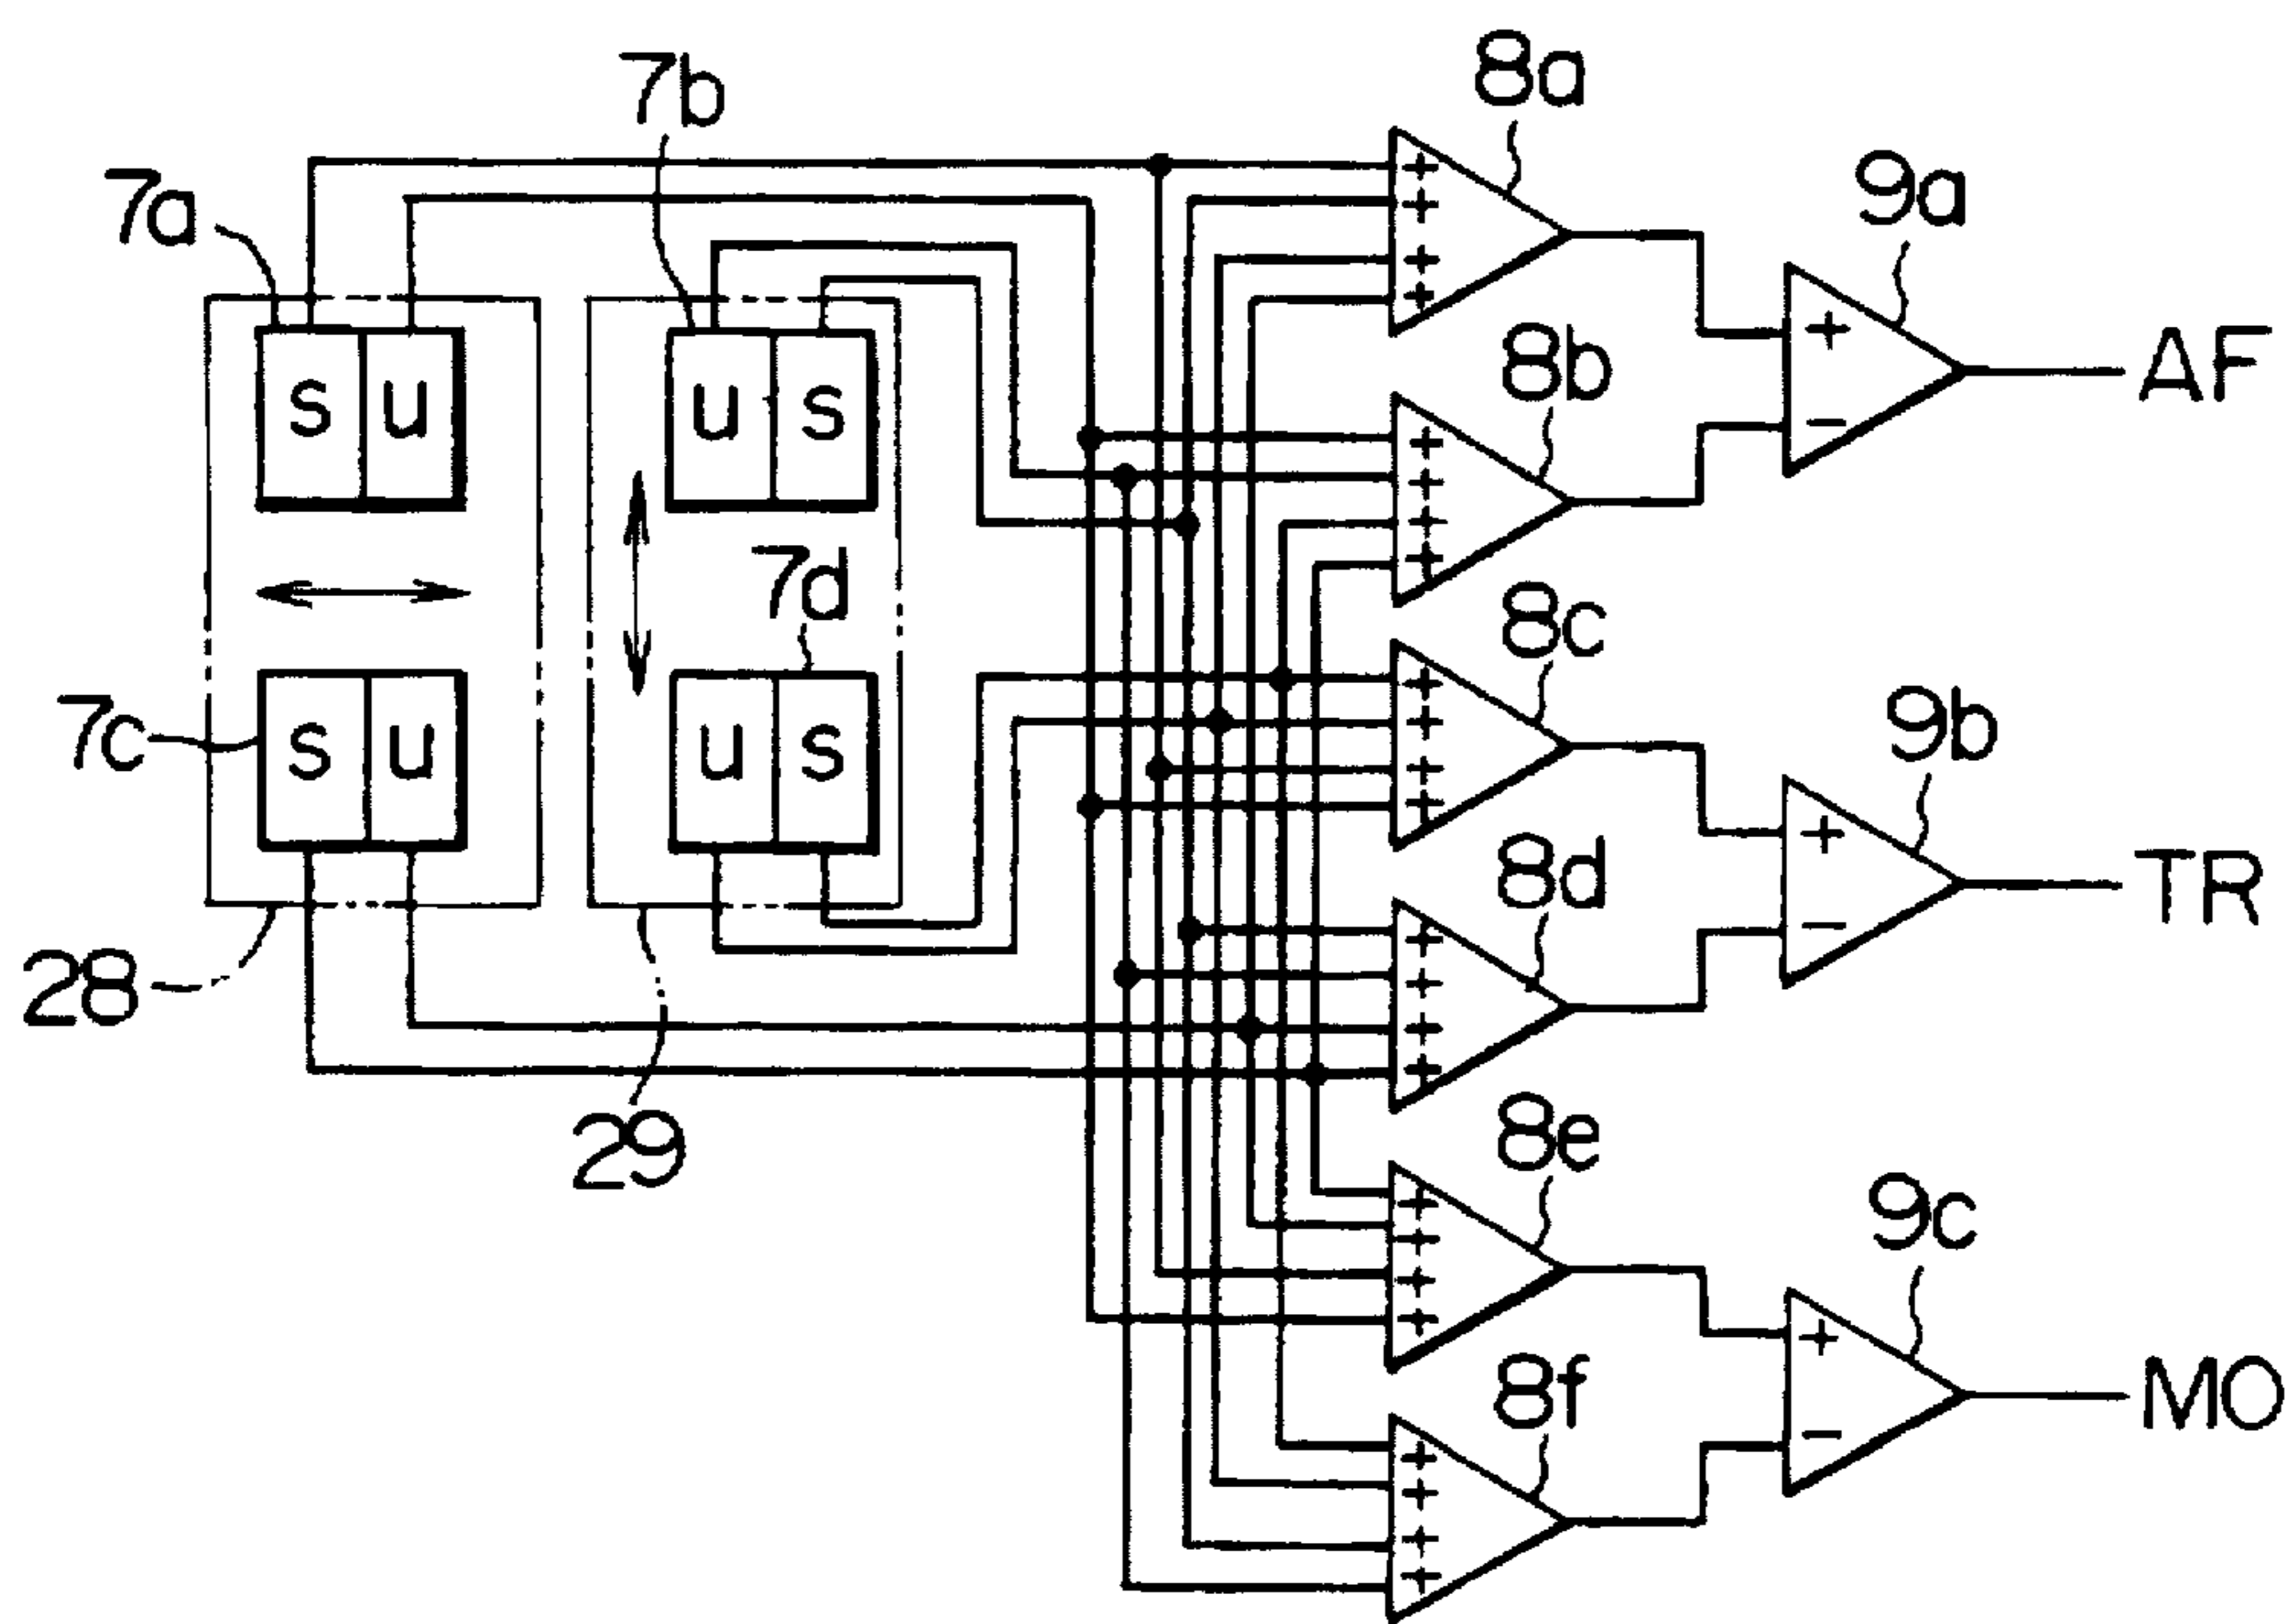 7b
8a
7a
9a
+
+
+
+
+
−
AF
8b
s u
u s
+
+
+
+
7d
8c
7c
s u
u s
+
+
+
+
9b
+
−
TR
8d
+
+
+
+
28
29
8e
+
+
+
+
9c
+
−
MO
8f
+
+
+
+